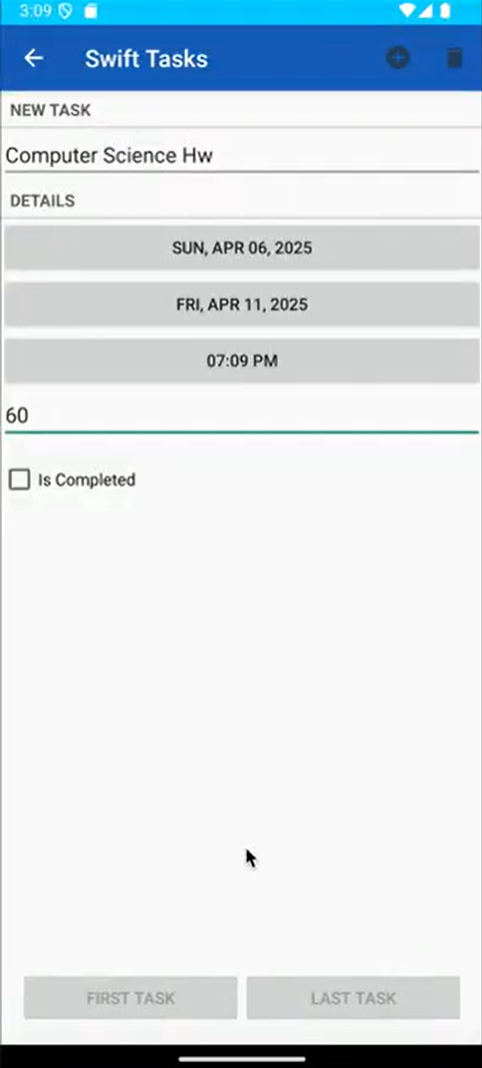 3:09
Swift Tasks
NEW TASK
Computer Science Hw
DETAILS
SUN, APR 06, 2025
FRI, APR 11, 2025
07:09 PM
60
Is Completed
FIRST TASK LAST TASK